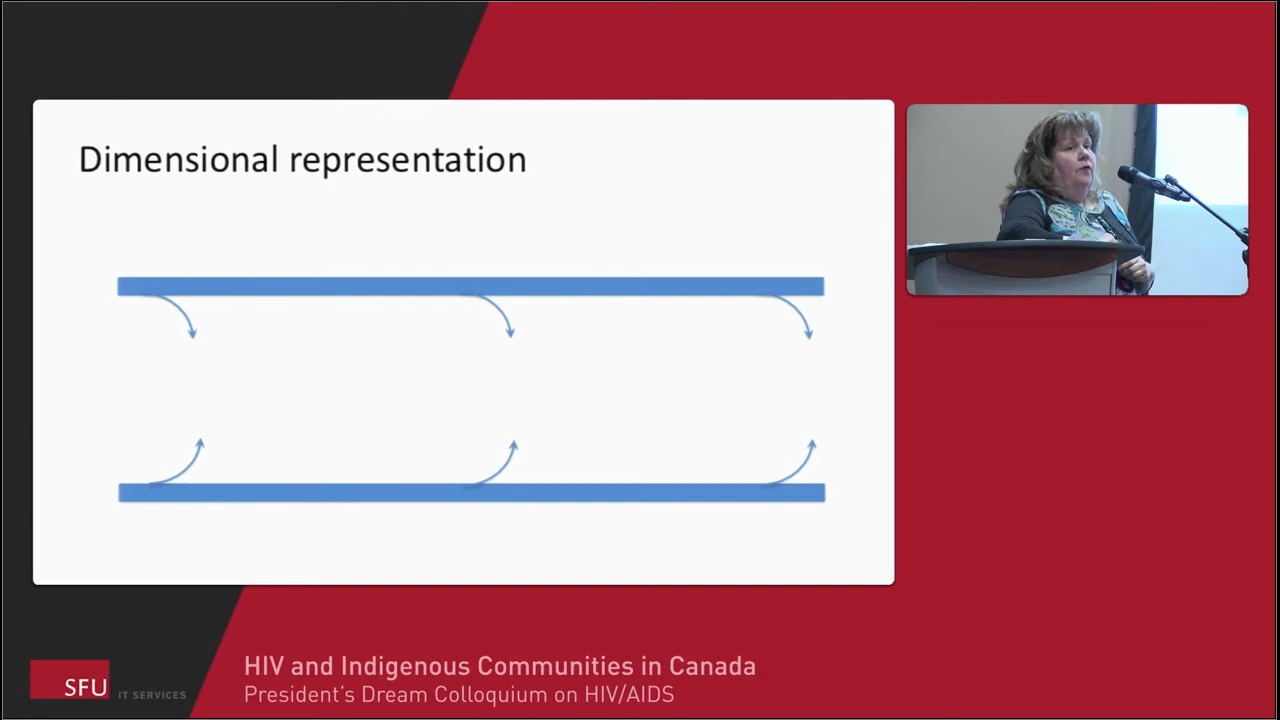 Dimensional representation
HIV and Indigenous Communities in Canada
President's Dream Colloquium on HIV/AIDS
SFU IT SERVICES